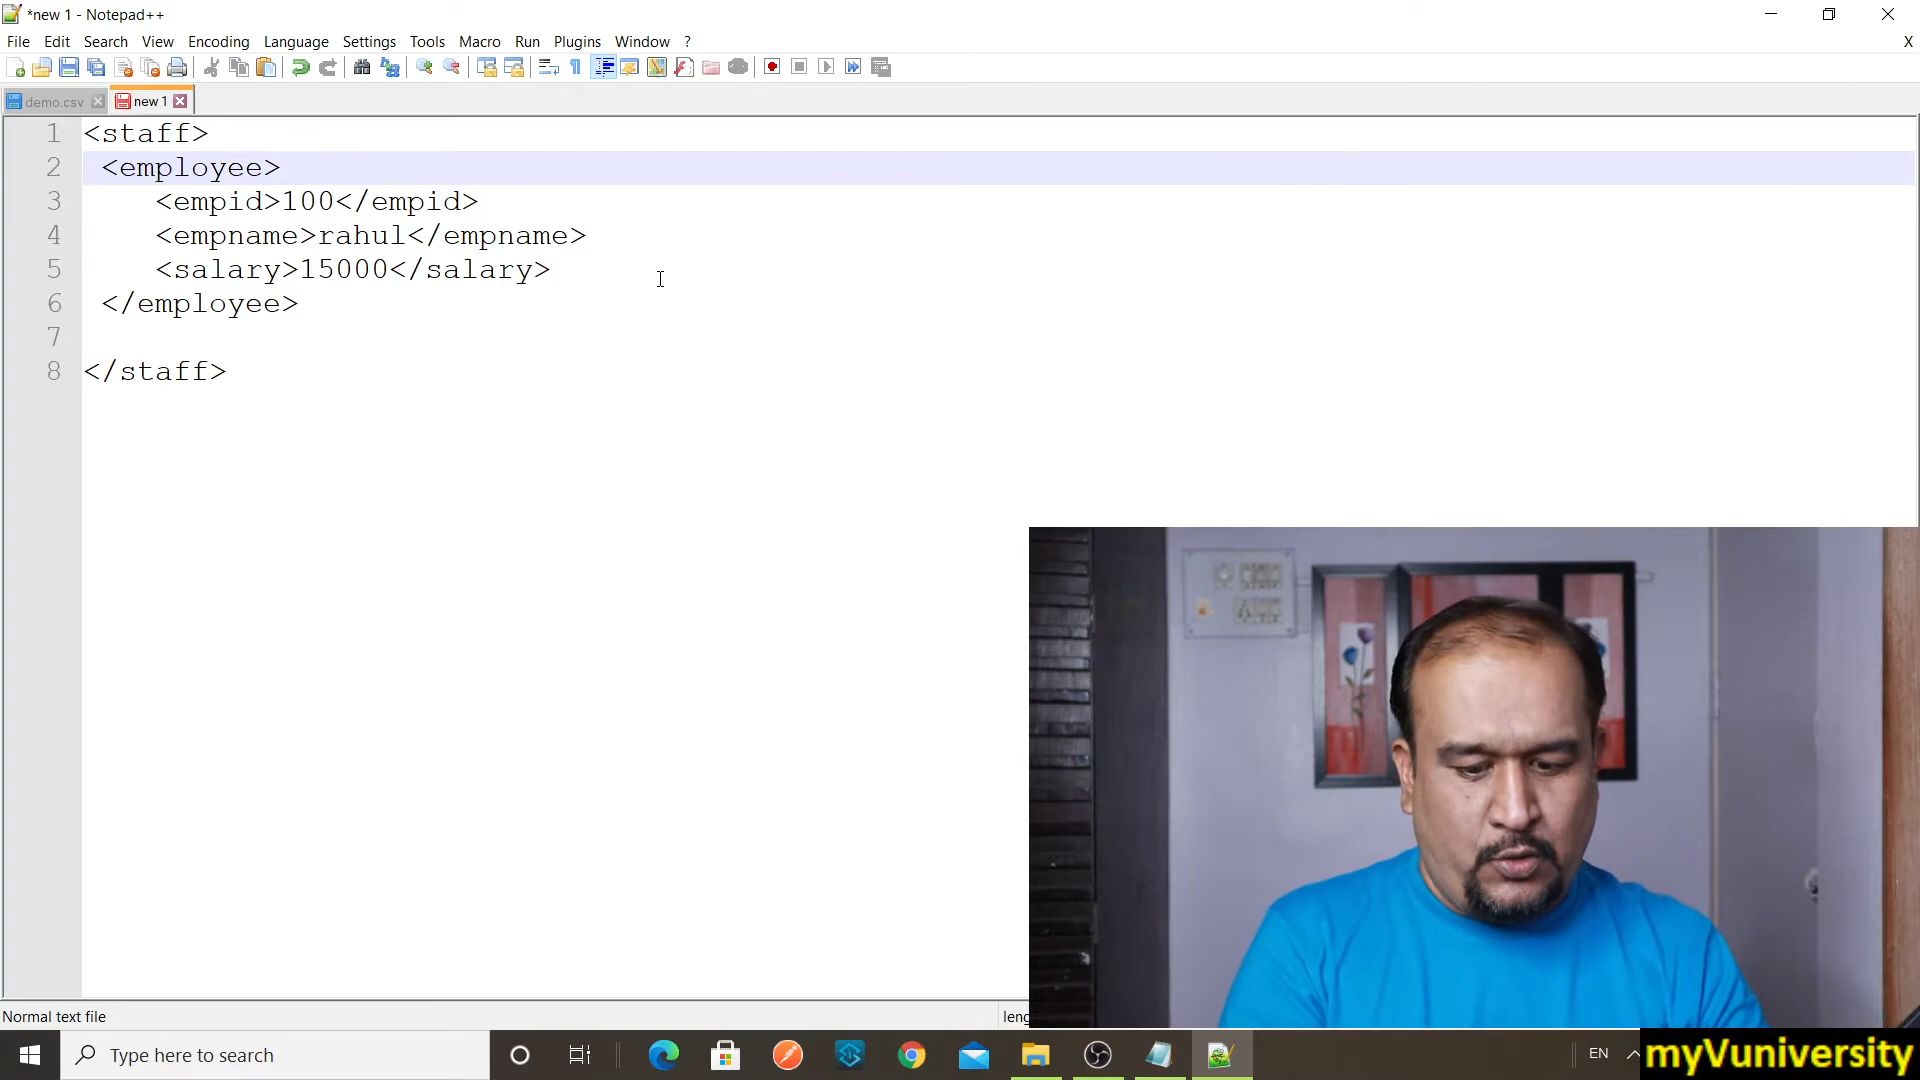 *new 1 - Notepad++
File Edit Search View Encoding Language Settings Tools Macro Run Plugins Window ? X
demo.csv new 1
1 <staff>
2 <employee>
3 <empid>100</empid>
4 <empname>rahul</empname>
5 <salary>15000</salary>
6 </employee>
7
8 </staff>
Normal text file
Type here to search EN myVuniversity